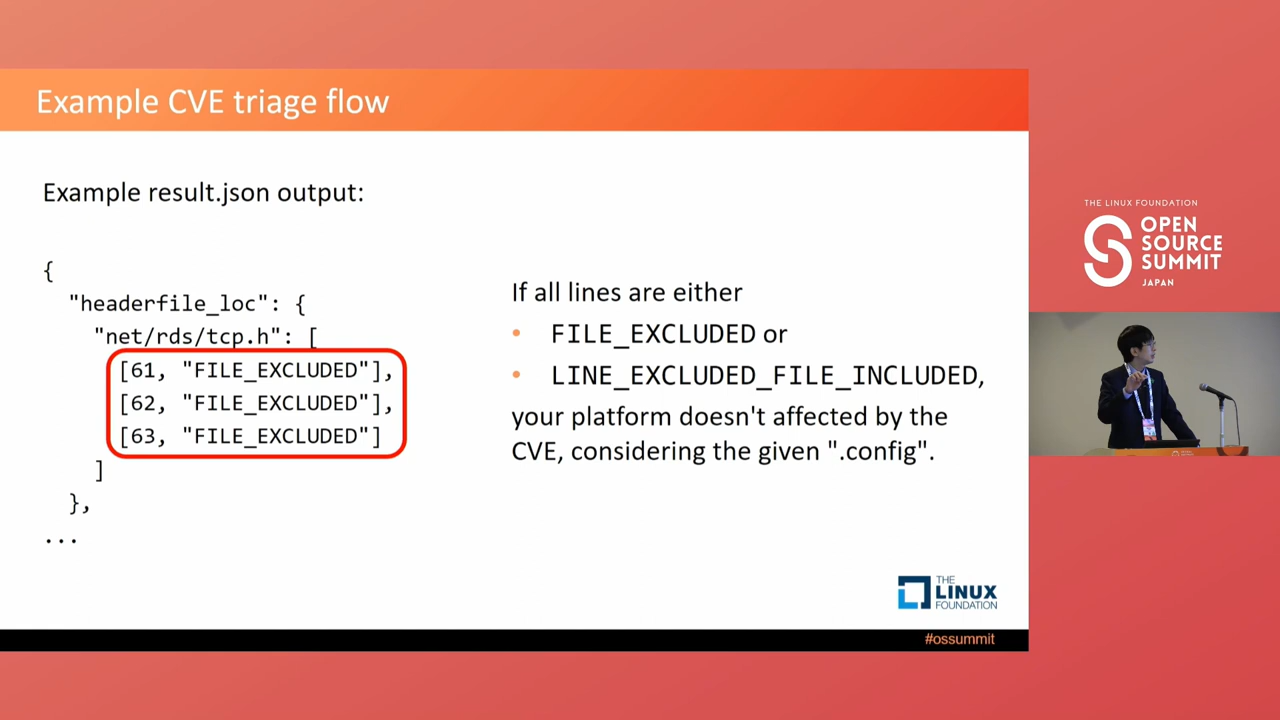 Example CVE triage flow
Example result.json output:
{
"headerfile_loc": {
"net/rds/tcp.h": [
[61, "FILE_EXCLUDED"],
[62, "FILE_EXCLUDED"],
[63, "FILE_EXCLUDED"]
]
},
...
If all lines are either
• FILE_EXCLUDED or
• LINE_EXCLUDED_FILE_INCLUDED,
your platform doesn't affected by the
CVE, considering the given ".config".
THE
LINUX
FOUNDATION
#ossummit
THE LINUX FOUNDATION
OPEN
SOURCE
SUMMIT
JAPAN